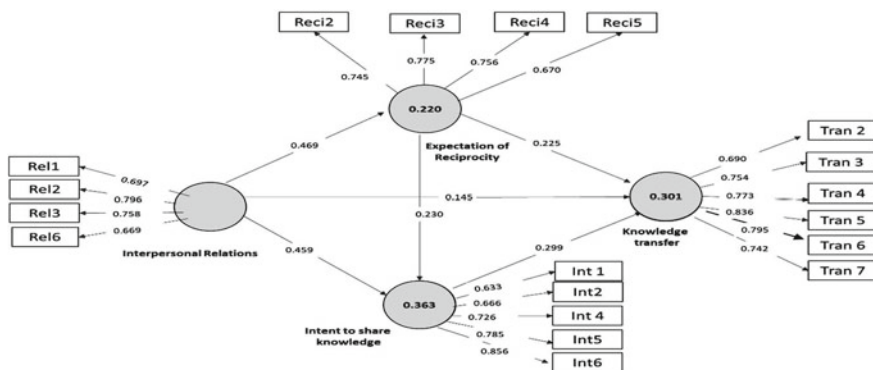 Reci2
Reci3
Reci4
Reci5
0.745
0.775
0.756
0.670
0.220
Expectation of
Reciprocity
0.469
0.225
Rel1
Rel2
Rel3
Rel6
0.697
0.796
0.758
0.669
Interpersonal Relations
0.145
0.230
0.459
0.299
0.301
Knowledge
transfer
0.690
0.754
0.773
0.836
0.795
0.742
Tran 2
Tran 3
Tran 4
Tran 5
Tran 6
Tran 7
0.363
Intent to share
knowledge
0.633
0.666
0.726
0.785
0.856
Int 1
Int2
Int 4
Int5
Int6